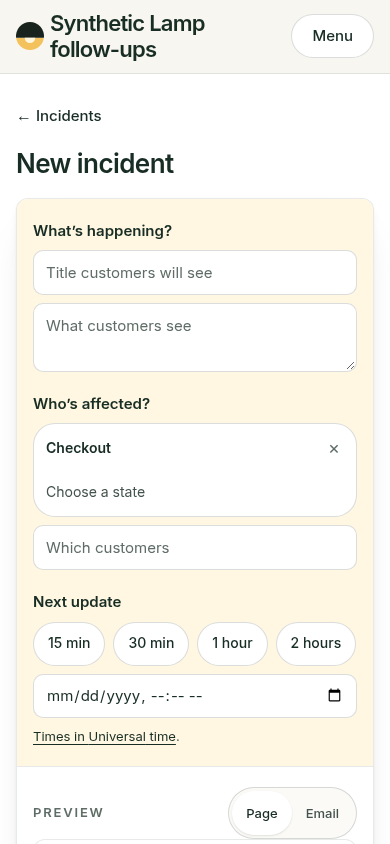 Synthetic Lamp
follow-ups
Menu
← Incidents
New incident
What's happening?
Title customers will see
What customers see
Who's affected?
Checkout ×
Choose a state
Which customers
Next update
15 min 30 min 1 hour 2 hours
mm/dd/yyyy, --:-- --
Times in Universal time.
PREVIEW Page Email